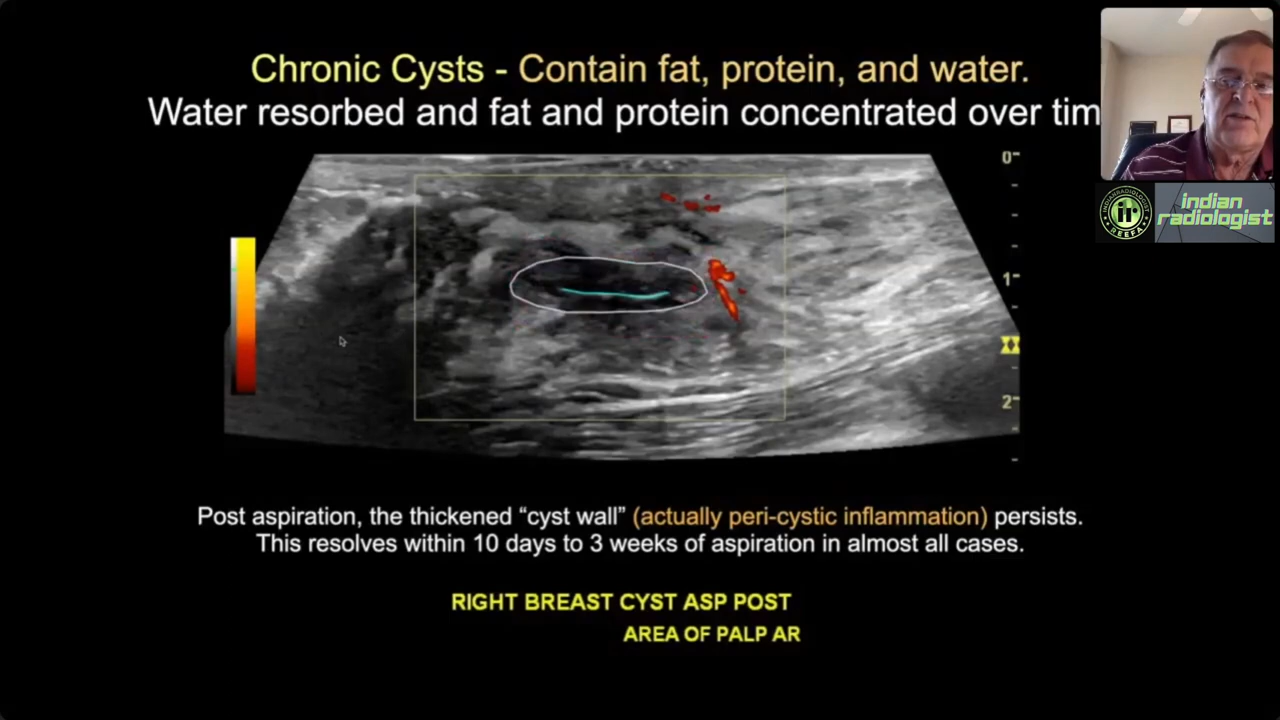 Chronic Cysts - Contain fat, protein, and water.
Water resorbed and fat and protein concentrated over tim
0
1
2
indian
radiologist
ir
Post aspiration, the thickened “cyst wall” (actually peri-cystic inflammation) persists.
This resolves within 10 days to 3 weeks of aspiration in almost all cases.
RIGHT BREAST CYST ASP POST
AREA OF PALP AR